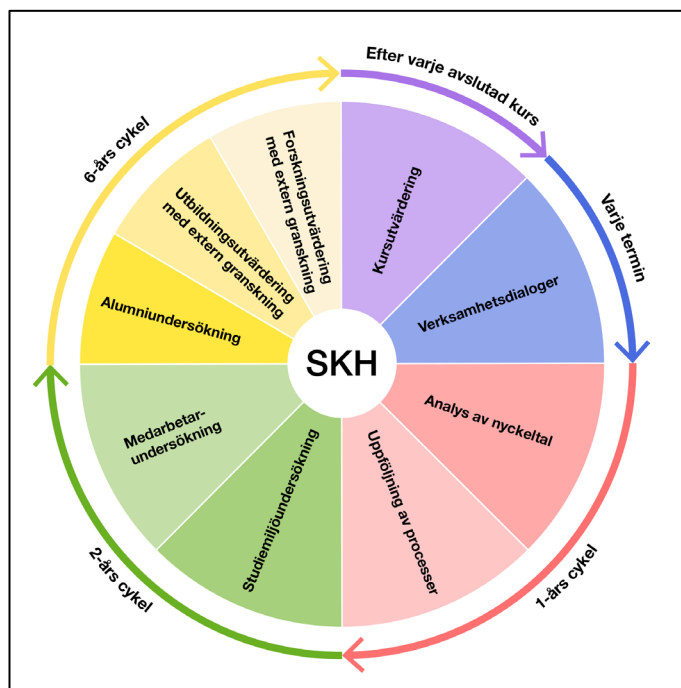 Efter varje avslutad kurs
Varje termin
1-års cykel
2-års cykel
6-års cykel
Kursutvärdering
Verksamhetsdialoger
Analys av nyckeltal
Uppföljning av processer
Studiemiljöundersökning
Medarbetar-
undersökning
Alumniundersökning
Utbildningsutvärdering
med extern granskning
Forskningsutvärdering
med extern granskning
SKH